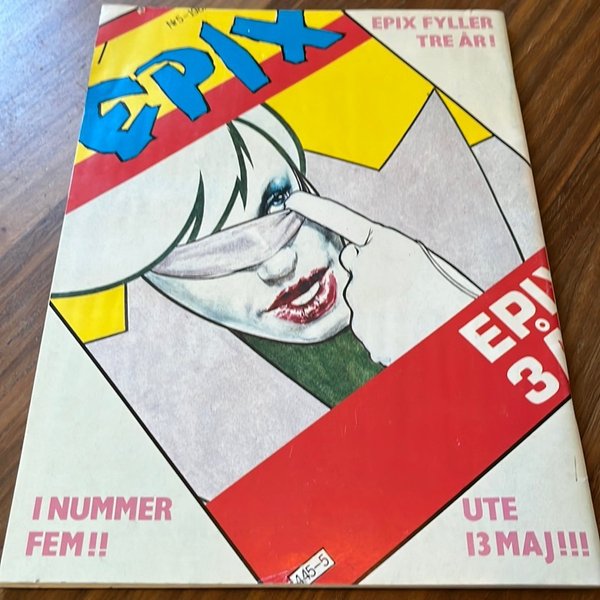 EPIX FYLLER
TRE ÅR!
EPIX
EPIX
3
I NUMMER
FEM!!
UTE
13 MAJ!!!
445-5